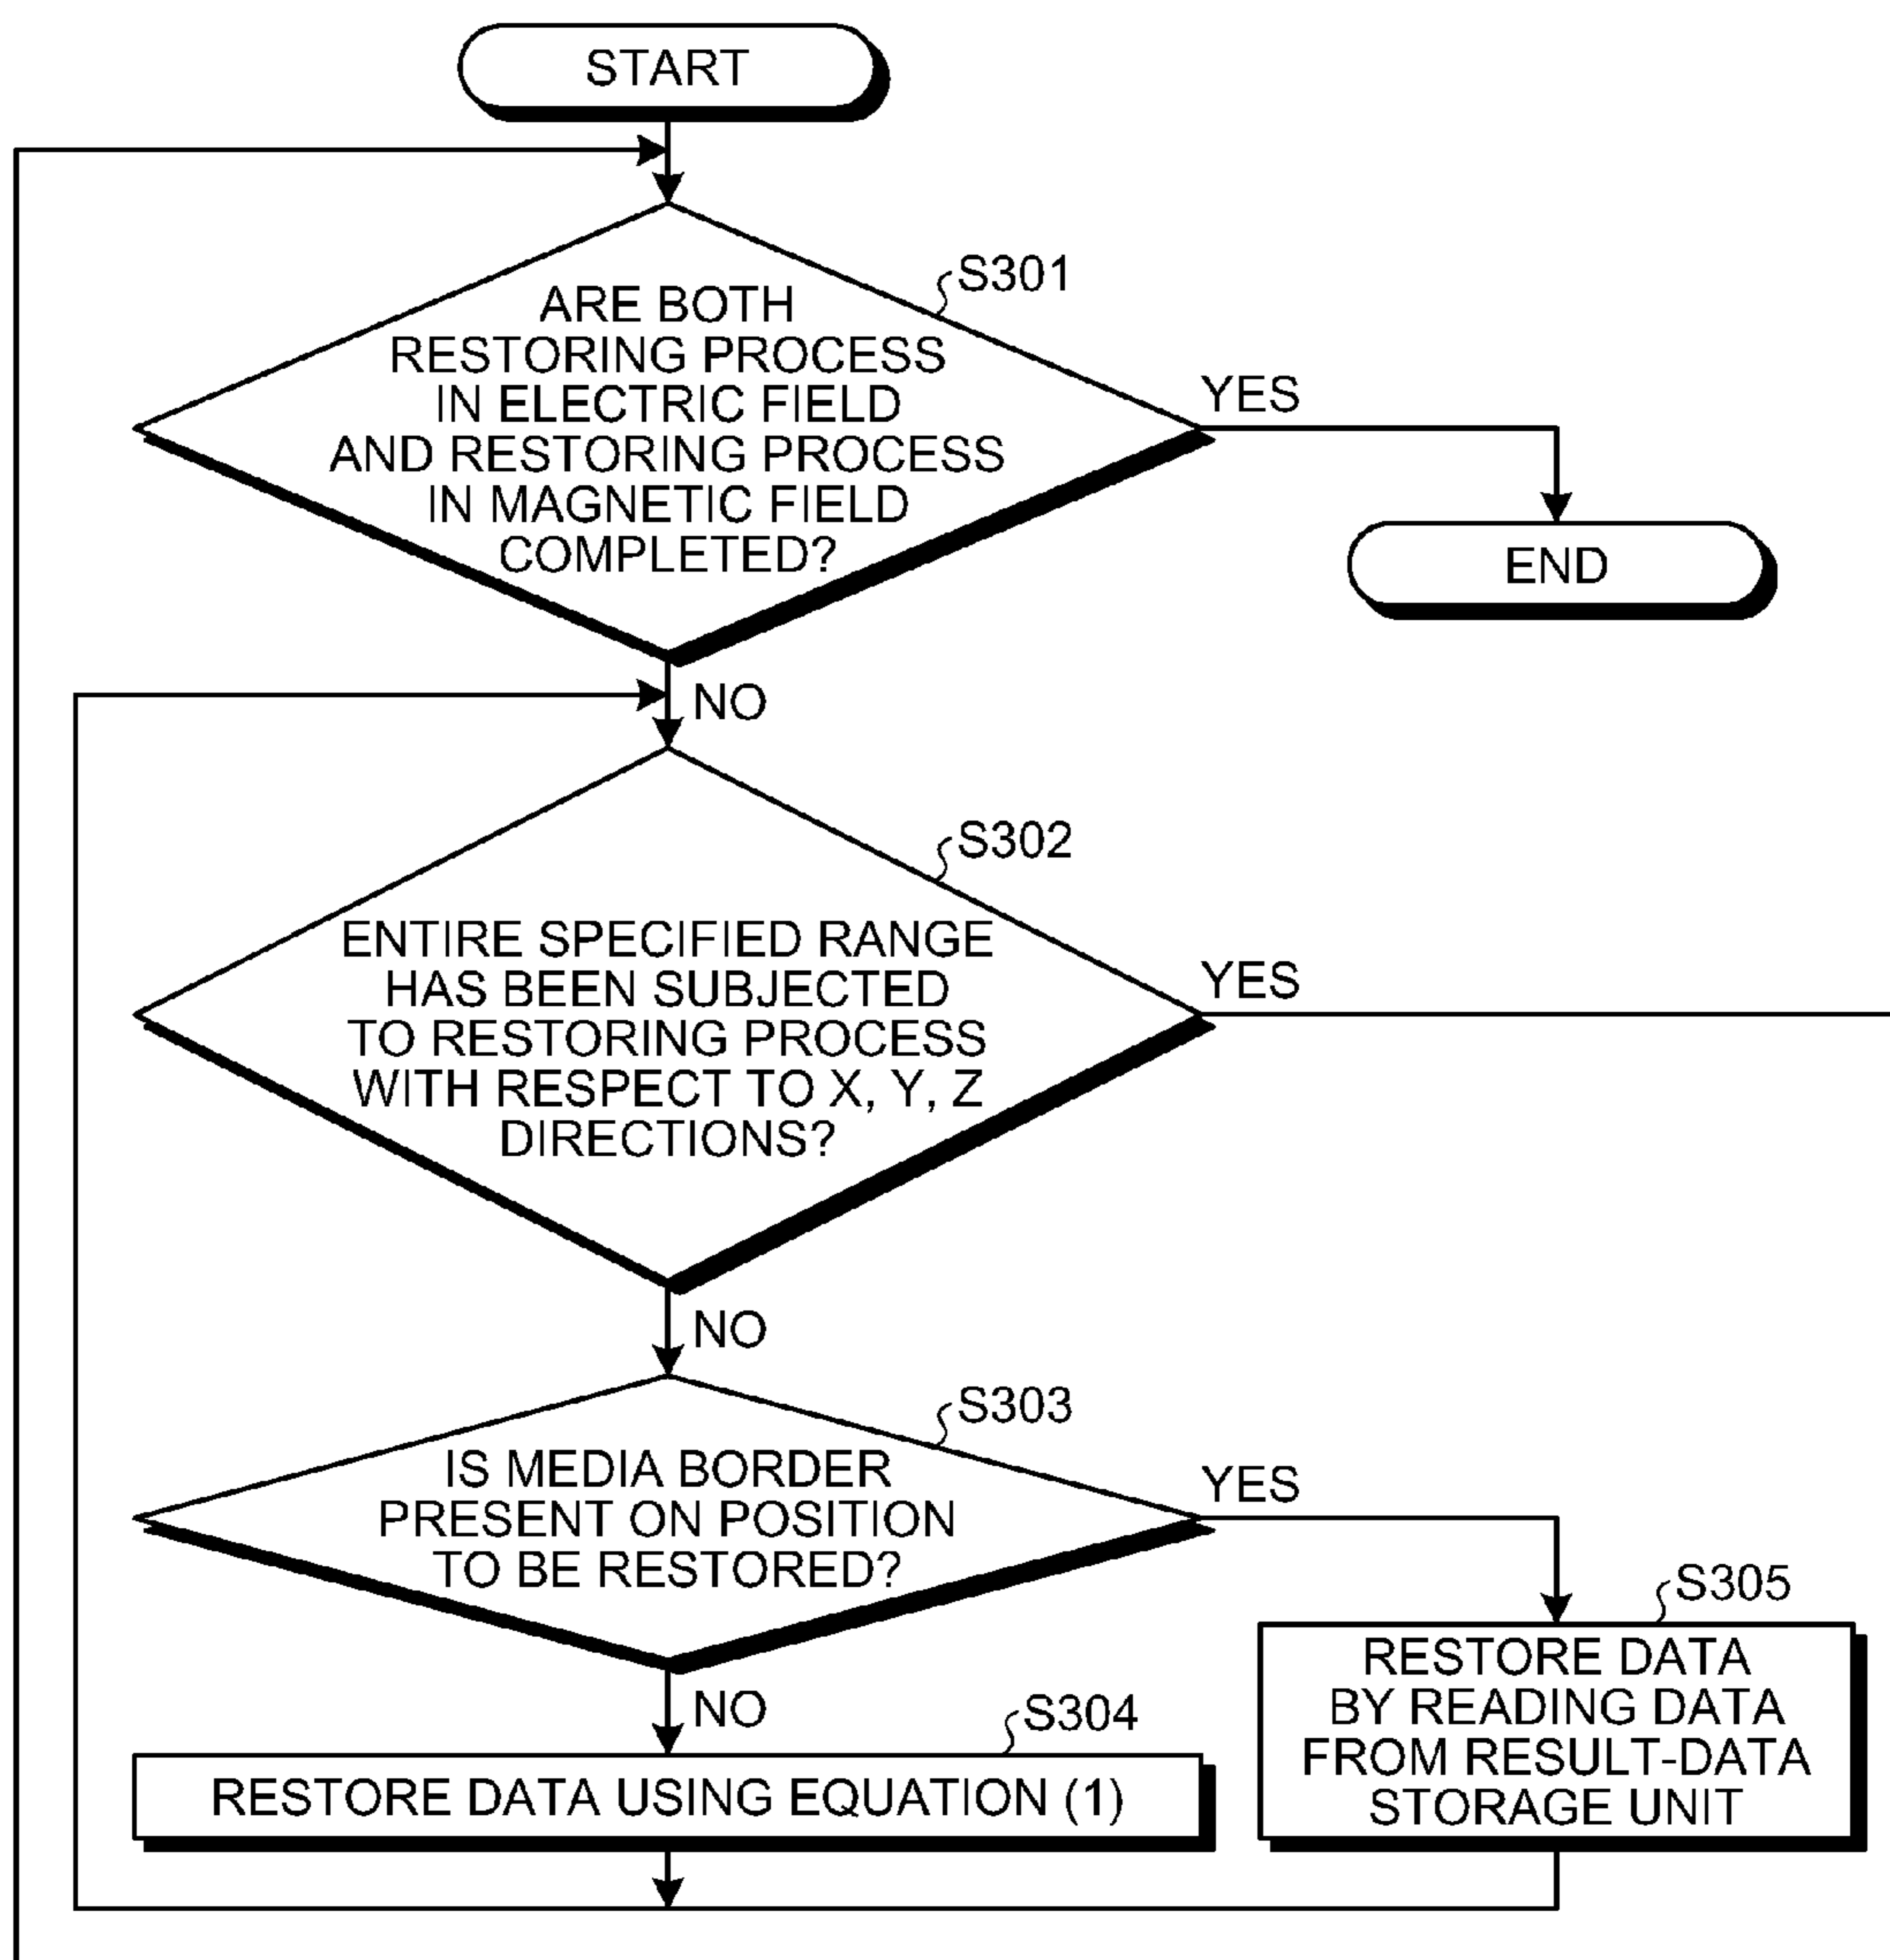 START
S301
ARE BOTH
RESTORING PROCESS
IN ELECTRIC FIELD
AND RESTORING PROCESS
IN MAGNETIC FIELD
COMPLETED?
YES
END
NO
S302
ENTIRE SPECIFIED RANGE
HAS BEEN SUBJECTED
TO RESTORING PROCESS
WITH RESPECT TO X, Y, Z
DIRECTIONS?
YES
NO
S303
IS MEDIA BORDER
PRESENT ON POSITION
TO BE RESTORED?
YES
NO
S304
RESTORE DATA USING EQUATION (1)
S305
RESTORE DATA
BY READING DATA
FROM RESULT-DATA
STORAGE UNIT